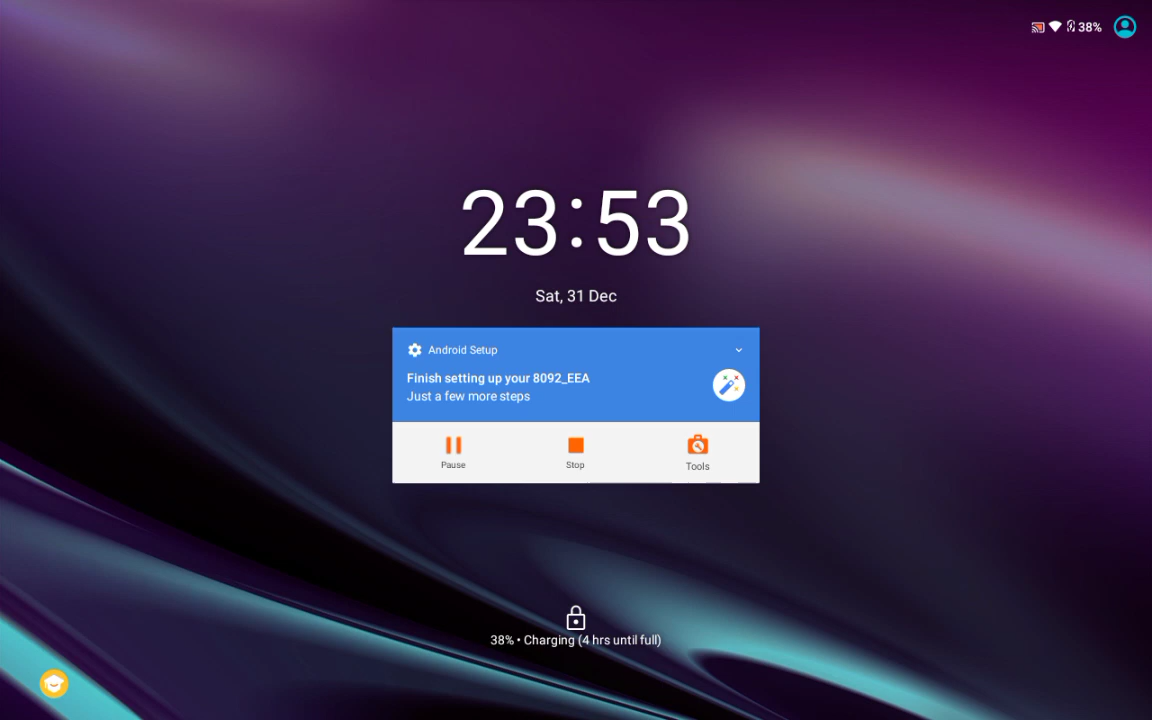 38%
23:53
Sat, 31 Dec
Android Setup
Finish setting up your 8092_EEA
Just a few more steps
Pause
Stop
Tools
38% • Charging (4 hrs until full)